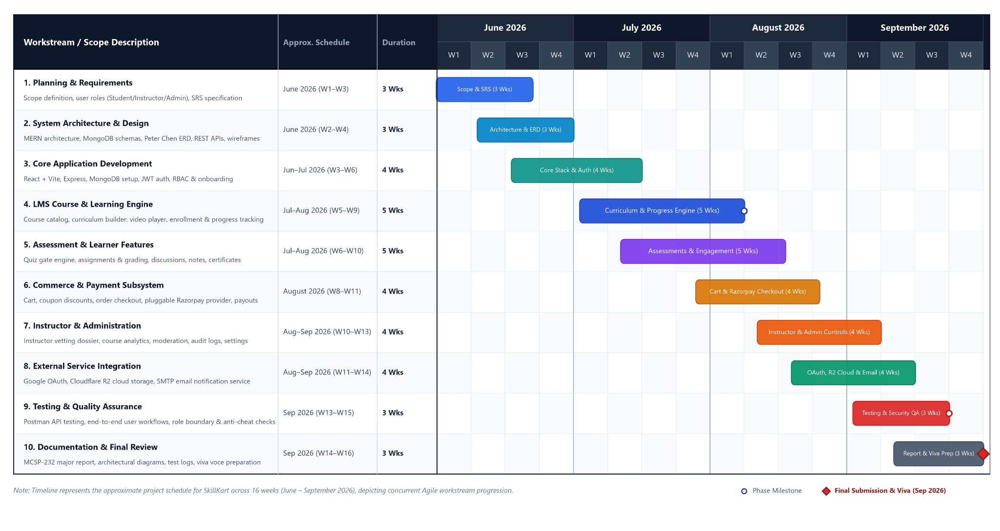 Workstream / Scope Description
Approx. Schedule
Duration
June 2026
July 2026
August 2026
September 2026
W1 W2 W3 W4 W1 W2 W3 W4 W1 W2 W3 W4 W1 W2 W3 W4
1. Planning & Requirements
Scope definition, user roles (Student/Instructor/Admin), SRS specification
June 2026 (W1–W3)
3 Wks
Scope & SRS (3 Wks)
2. System Architecture & Design
MERN architecture, MongoDB schemas, Peter Chen ERD, REST APIs, wireframes
June 2026 (W2–W4)
3 Wks
Architecture & ERD (3 Wks)
3. Core Application Development
React + Vite, Express, MongoDB setup, JWT auth, RBAC & onboarding
Jun–Jul 2026 (W3–W6)
4 Wks
Core Stack & Auth (4 Wks)
4. LMS Course & Learning Engine
Course catalog, curriculum builder, video player, enrollment & progress tracking
Jul–Aug 2026 (W5–W9)
5 Wks
Curriculum & Progress Engine (5 Wks)
5. Assessment & Learner Features
Quiz gate engine, assignments & grading, discussions, notes, certificates
Jul–Aug 2026 (W6–W10)
5 Wks
Assessments & Engagement (5 Wks)
6. Commerce & Payment Subsystem
Cart, coupon discounts, order checkout, pluggable Razorpay provider, payouts
August 2026 (W8–W11)
4 Wks
Cart & Razorpay Checkout (4 Wks)
7. Instructor & Administration
Instructor vetting dossier, course analytics, moderation, audit logs, settings
Aug–Sep 2026 (W10–W13)
4 Wks
Instructor & Admin Controls (4 Wks)
8. External Service Integration
Google OAuth, Cloudflare R2 cloud storage, SMTP email notification service
Aug–Sep 2026 (W11–W14)
4 Wks
OAuth, R2 Cloud & Email (4 Wks)
9. Testing & Quality Assurance
Postman API testing, end-to-end user workflows, role boundary & anti-cheat checks
Sep 2026 (W13–W15)
3 Wks
Testing & Security QA (3 Wks)
10. Documentation & Final Review
MCSP-232 major report, architectural diagrams, test logs, viva voce preparation
Sep 2026 (W14–W16)
3 Wks
Report & Viva Prep (3 Wks)
Note: Timeline represents the approximate project schedule for SkillKart across 16 weeks (June – September 2026), depicting concurrent Agile workstream progression.
Phase Milestone
Final Submission & Viva (Sep 2026)